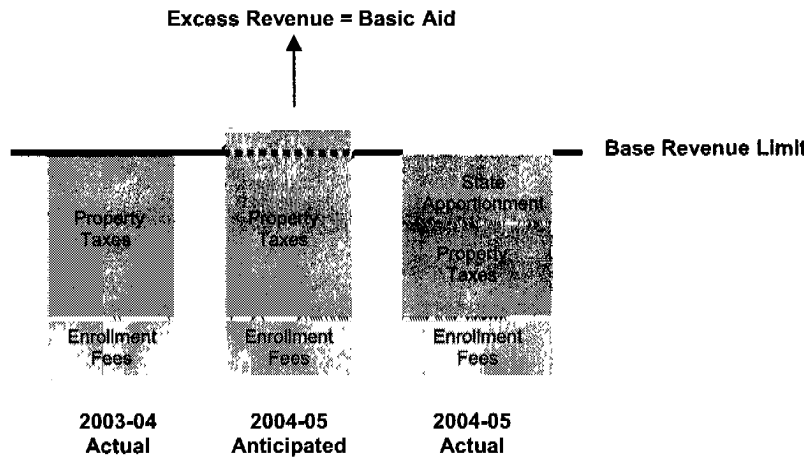 Excess Revenue = Basic Aid
Base Revenue Limit
Property
Taxes
Enrollment
Fees
Property
Taxes
Enrollment
Fees
State
Apportionment
Property
Taxes
Enrollment
Fees
2003-04
Actual
2004-05
Anticipated
2004-05
Actual